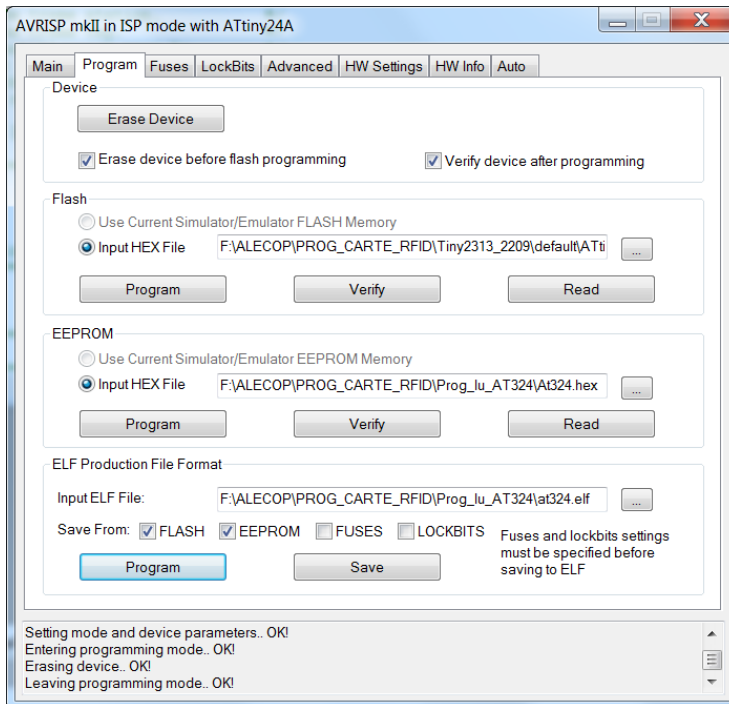 AVRISP mkII in ISP mode with ATtiny24A
Main Program Fuses LockBits Advanced HW Settings HW Info Auto
Device
Erase Device
Erase device before flash programming Verify device after programming
Flash
Use Current Simulator/Emulator FLASH Memory
Input HEX File F:\ALECOP\PROG_CARTE_RFID\Tiny2313_2209\default\ATti ...
Program Verify Read
EEPROM
Use Current Simulator/Emulator EEPROM Memory
Input HEX File F:\ALECOP\PROG_CARTE_RFID\Prog_lu_AT324\At324.hex ...
Program Verify Read
ELF Production File Format
Input ELF File: F:\ALECOP\PROG_CARTE_RFID\Prog_lu_AT324\at324.elf ...
Save From: FLASH EEPROM FUSES LOCKBITS
Fuses and lockbits settings
must be specified before
saving to ELF
Program Save
Setting mode and device parameters.. OK!
Entering programming mode.. OK!
Erasing device.. OK!
Leaving programming mode.. OK!